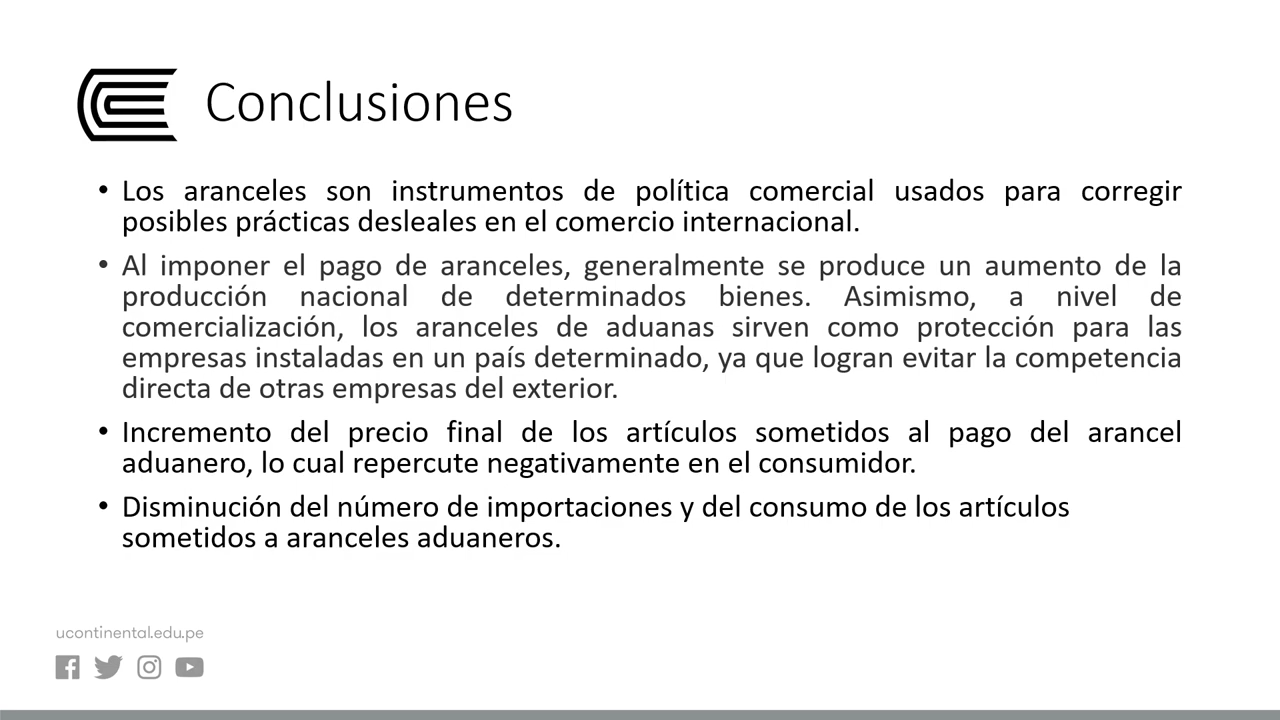 Conclusiones
• Los aranceles son instrumentos de política comercial usados para corregir
posibles prácticas desleales en el comercio internacional.
• Al imponer el pago de aranceles, generalmente se produce un aumento de la
producción nacional de determinados bienes. Asimismo, a nivel de
comercialización, los aranceles de aduanas sirven como protección para las
empresas instaladas en un país determinado, ya que logran evitar la competencia
directa de otras empresas del exterior.
• Incremento del precio final de los artículos sometidos al pago del arancel
aduanero, lo cual repercute negativamente en el consumidor.
• Disminución del número de importaciones y del consumo de los artículos
sometidos a aranceles aduaneros.
ucontinental.edu.pe